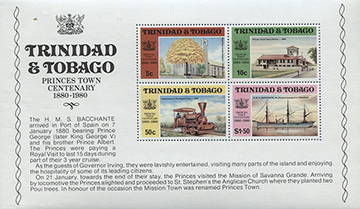 TRINIDAD
& TOBAGO
PRINCES TOWN
CENTENARY
1880-1980
The H. M. S. BACCHANTE
arrived in Port of Spain on 7
January 1880 bearing Prince
George (later King George V)
and his brother Prince Albert.
The Princes were paying a
Royal Visit to last 15 days during
part of their 3 year cruise.
As the guests of Governor Irving, they were lavishly entertained, visiting many parts of the island and enjoying
the hospitality of some of its leading citizens.
On 21 January, towards the end of their stay, the Princes visited the Mission of Savanna Grande. Arriving
by locomotive the Princes alighted and proceeded to St. Stephen's the Anglican Church where they planted two
Poui trees. In honour of the occasion the Mission Town was renamed Princes Town.
TRINIDAD & TOBAGO
5c
TRINIDAD & TOBAGO
10c
TRINIDAD & TOBAGO
50c
TRINIDAD & TOBAGO
$1·50